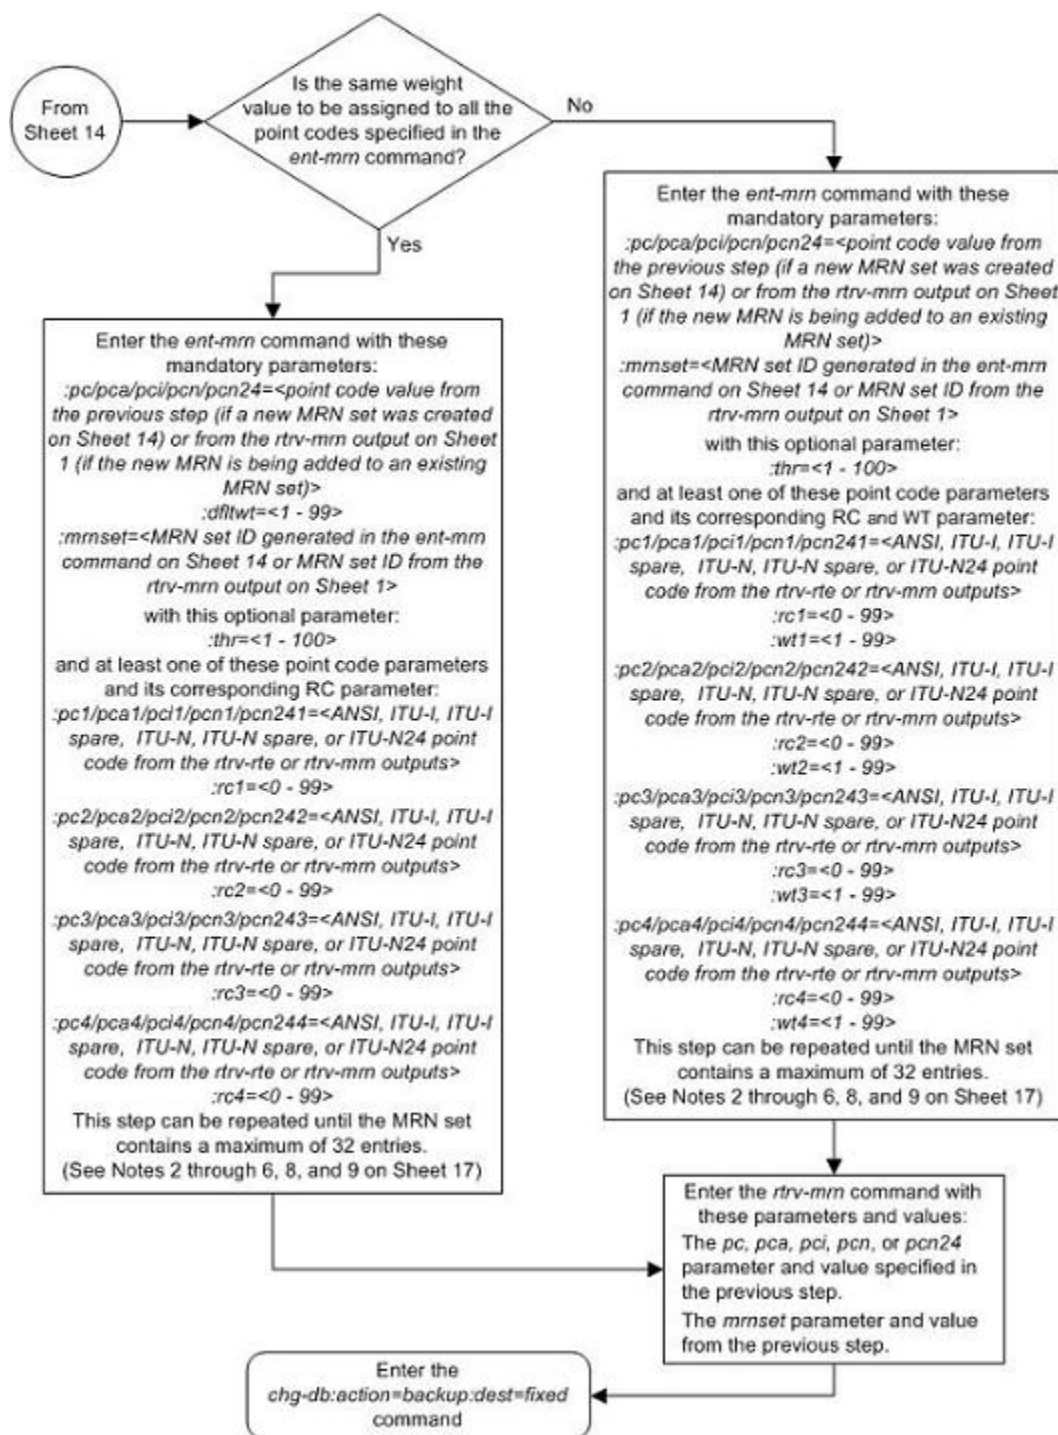 From
Sheet 14
Is the same weight
value to be assigned to all the
point codes specified in the
ent-mrn command?
No
Yes
Enter the ent-mrn command with these
mandatory parameters:
:pc/pca/pci/pcn/pcn24=<point code value from
the previous step (if a new MRN set was created
on Sheet 14) or from the rtrv-mrn output on Sheet
1 (if the new MRN is being added to an existing
MRN set)>
:dfltwt=<1 - 99>
:mrnset=<MRN set ID generated in the ent-mrn
command on Sheet 14 or MRN set ID from the
rtrv-mrn output on Sheet 1>
with this optional parameter:
:thr=<1 - 100>
and at least one of these point code parameters
and its corresponding RC parameter:
:pc1/pca1/pci1/pcn1/pcn241=<ANSI, ITU-I, ITU-I
spare, ITU-N, ITU-N spare, or ITU-N24 point
code from the rtrv-rte or rtrv-mrn outputs>
:rc1=<0 - 99>
:pc2/pca2/pci2/pcn2/pcn242=<ANSI, ITU-I, ITU-I
spare, ITU-N, ITU-N spare, or ITU-N24 point
code from the rtrv-rte or rtrv-mrn outputs>
:rc2=<0 - 99>
:pc3/pca3/pci3/pcn3/pcn243=<ANSI, ITU-I, ITU-I
spare, ITU-N, ITU-N spare, or ITU-N24 point
code from the rtrv-rte or rtrv-mrn outputs>
:rc3=<0 - 99>
:pc4/pca4/pci4/pcn4/pcn244=<ANSI, ITU-I, ITU-I
spare, ITU-N, ITU-N spare, or ITU-N24 point
code from the rtrv-rte or rtrv-mrn outputs>
:rc4=<0 - 99>
This step can be repeated until the MRN set
contains a maximum of 32 entries.
(See Notes 2 through 6, 8, and 9 on Sheet 17)
Enter the ent-mrn command with these
mandatory parameters:
:pc/pca/pci/pcn/pcn24=<point code value from
the previous step (if a new MRN set was created
on Sheet 14) or from the rtrv-mrn output on Sheet
1 (if the new MRN is being added to an existing
MRN set)>
:mrnset=<MRN set ID generated in the ent-mrn
command on Sheet 14 or MRN set ID from the
rtrv-mrn output on Sheet 1>
with this optional parameter:
:thr=<1 - 100>
and at least one of these point code parameters
and its corresponding RC and WT parameter:
:pc1/pca1/pci1/pcn1/pcn241=<ANSI, ITU-I, ITU-I
spare, ITU-N, ITU-N spare, or ITU-N24 point
code from the rtrv-rte or rtrv-mrn outputs>
:rc1=<0 - 99>
:wt1=<1 - 99>
:pc2/pca2/pci2/pcn2/pcn242=<ANSI, ITU-I, ITU-I
spare, ITU-N, ITU-N spare, or ITU-N24 point
code from the rtrv-rte or rtrv-mrn outputs>
:rc2=<0 - 99>
:wt2=<1 - 99>
:pc3/pca3/pci3/pcn3/pcn243=<ANSI, ITU-I, ITU-I
spare, ITU-N, ITU-N spare, or ITU-N24 point
code from the rtrv-rte or rtrv-mrn outputs>
:rc3=<0 - 99>
:wt3=<1 - 99>
:pc4/pca4/pci4/pcn4/pcn244=<ANSI, ITU-I, ITU-I
spare, ITU-N, ITU-N spare, or ITU-N24 point
code from the rtrv-rte or rtrv-mrn outputs>
:rc4=<0 - 99>
:wt4=<1 - 99>
This step can be repeated until the MRN set
contains a maximum of 32 entries.
(See Notes 2 through 6, 8, and 9 on Sheet 17)
Enter the rtrv-mrn command with
these parameters and values:
The pc, pca, pci, pcn, or pcn24
parameter and value specified in
the previous step.
The mrnset parameter and value
from the previous step.
Enter the
chg-db:action=backup:dest=fixed
command